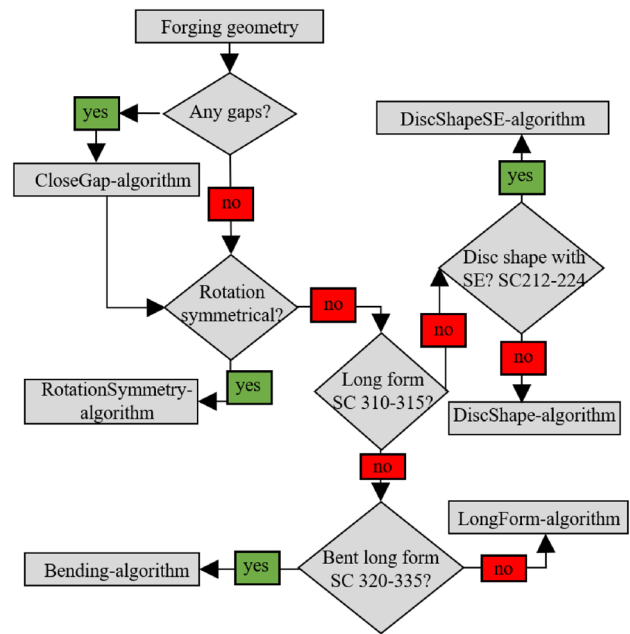 Forging geometry
Any gaps?
yes
CloseGap-algorithm
no
Rotation
symmetrical?
yes
RotationSymmetry-
algorithm
no
Long form
SC 310-315?
no
Disc shape with
SE? SC212-224
yes
DiscShapeSE-algorithm
no
DiscShape-algorithm
no
Bent long form
SC 320-335?
yes
Bending-algorithm
no
LongForm-algorithm